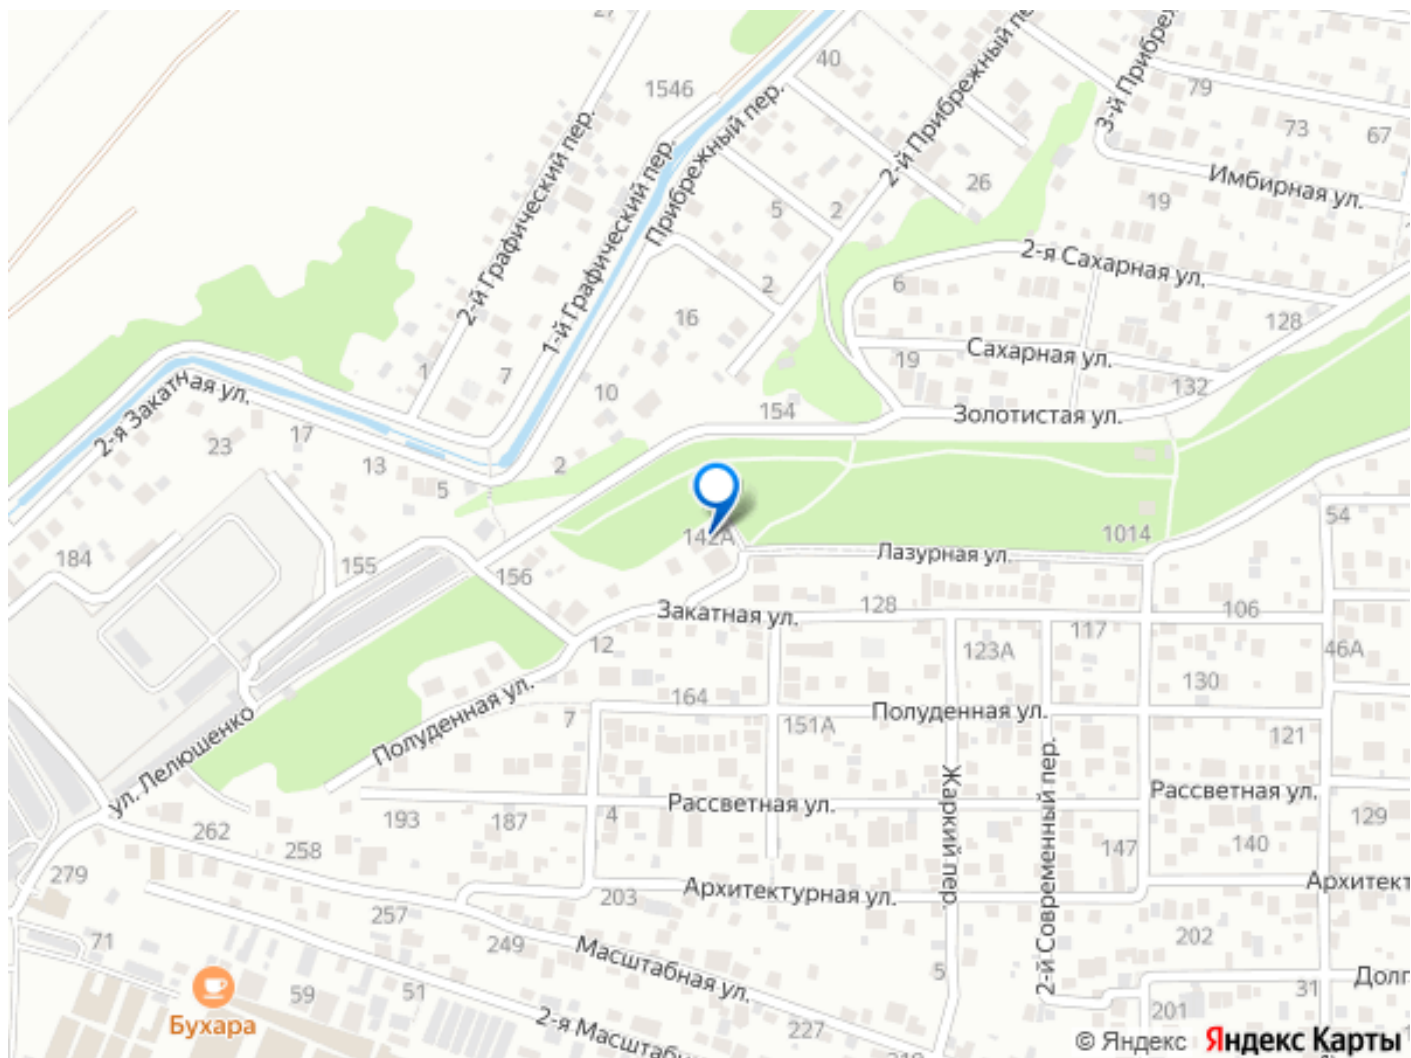 27
40
1546
2-й Прибрежный пер.
3-й Прибре
79
73
67
2-й Графический пер.
1-й Графический пер.
Прибрежный пер.
26
Имбирная ул.
19
5
2
2-я Сахарная ул.
6
2
16
128
1
7
19
Сахарная ул.
132
10
154
Золотистая ул.
2-я Закатная ул.
17
23
13
5
2
142А
1014
54
184
155
156
Лазурная ул.
Закатная ул.
128
106
12
117
123А
46А
164
130
7
151А
Полуденная ул.
Полуденная ул.
121
ул. Лелюшенко
Жаркий пер.
2-й Современный пер.
Рассветная ул.
Рассветная ул.
193
187
4
262
258
147
140
129
279
203
Архитектурная ул.
Архитект
257
249
71
Масштабная ул.
202
5
59
51
31
Долг
Бухара
2-я Масштабн
227
201
© Яндекс Яндекс Карты